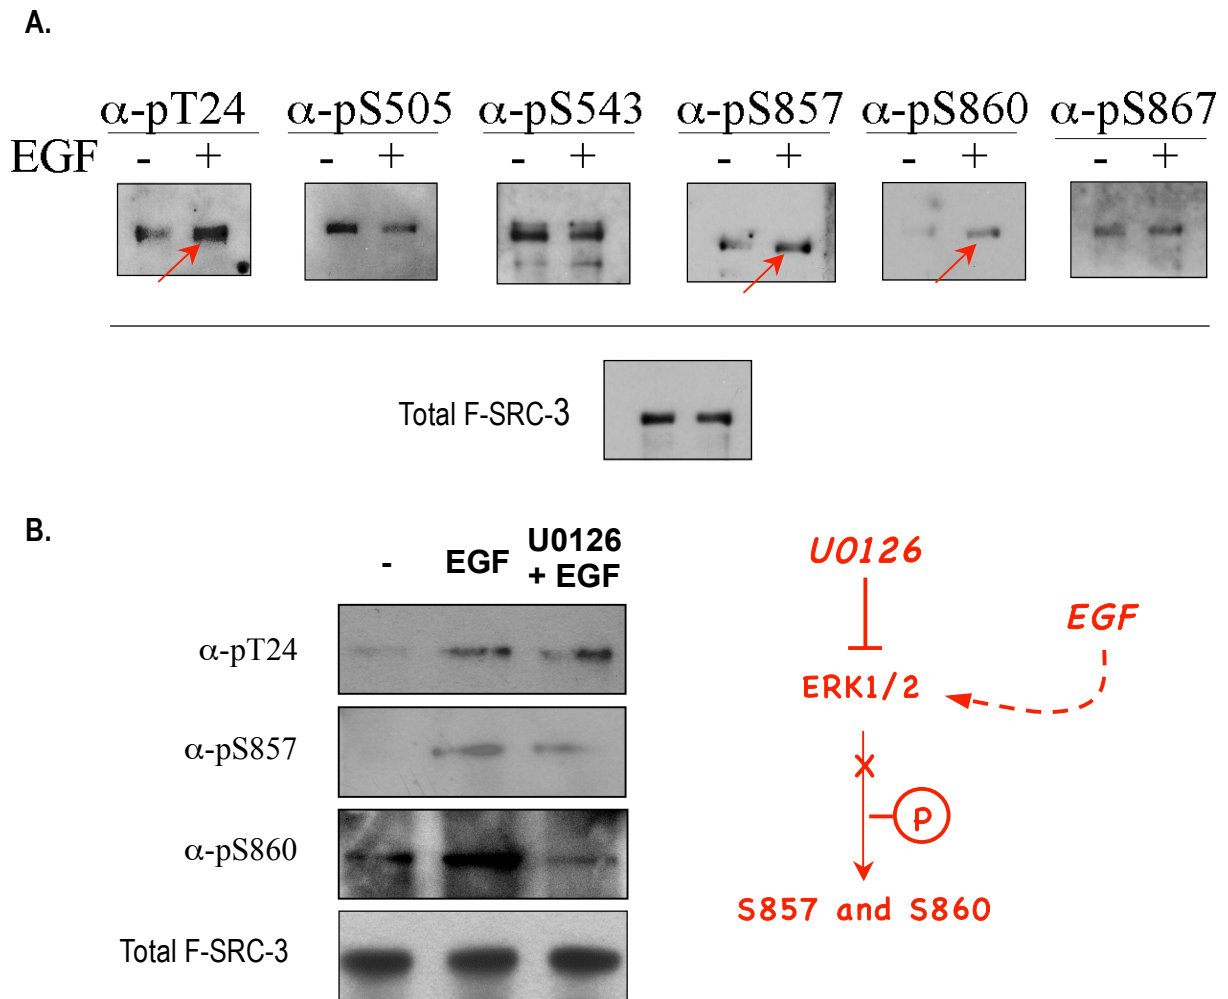 A.
α-pT24 α-pS505 α-pS543 α-pS857 α-pS860 α-pS867
EGF - + - + - + - + - + - +
Total F-SRC-3
B.
- EGF U0126
+ EGF
α-pT24
α-pS857
α-pS860
Total F-SRC-3
U0126
EGF
ERK1/2
X
P
S857 and S860